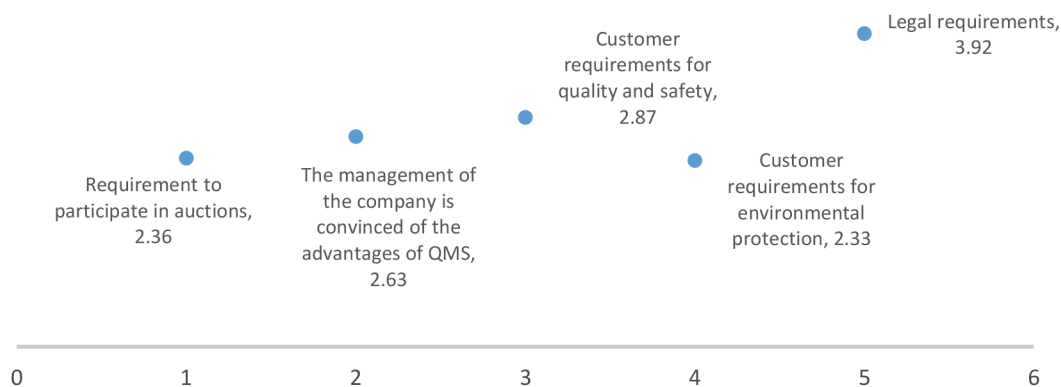 Legal requirements,
3.92
Customer
requirements for
quality and safety,
2.87
Requirement to
participate in auctions,
2.36
The management of
the company is
convinced of the
advantages of QMS,
2.63
Customer
requirements for
environmental
protection, 2.33
0 1 2 3 4 5 6